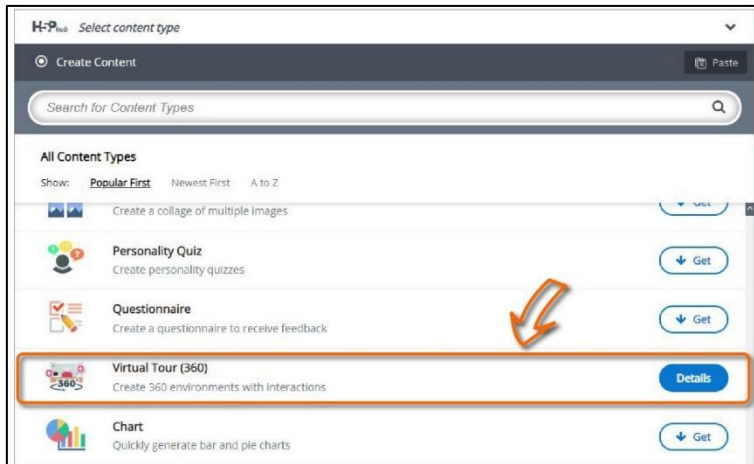 H5P hub Select content type
Create Content Paste
Search for Content Types
All Content Types
Show: Popular First Newest First A to Z
Create a collage of multiple images Get
Personality Quiz
Create personality quizzes Get
Questionnaire
Create a questionnaire to receive feedback Get
360°
Virtual Tour (360)
Create 360 environments with interactions Details
Chart
Quickly generate bar and pie charts Get